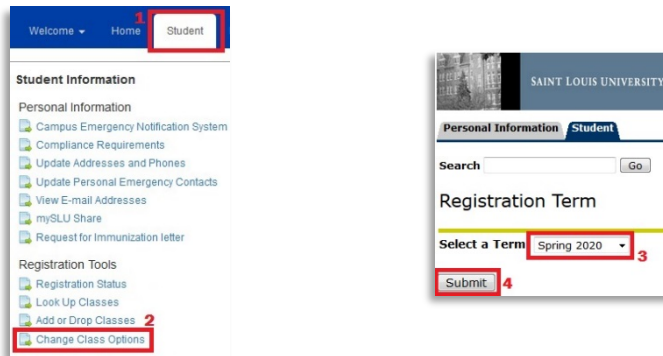 1
Welcome Home Student
Student Information
Personal Information
Campus Emergency Notification System
Compliance Requirements
Update Addresses and Phones
Update Personal Emergency Contacts
View E-mail Addresses
mySLU Share
Request for Immunization letter
Registration Tools
Registration Status
Look Up Classes
Add or Drop Classes 2
Change Class Options
SAINT LOUIS UNIVERSITY
Personal Information Student
Search Go
Registration Term
Select a Term Spring 2020 3
Submit 4